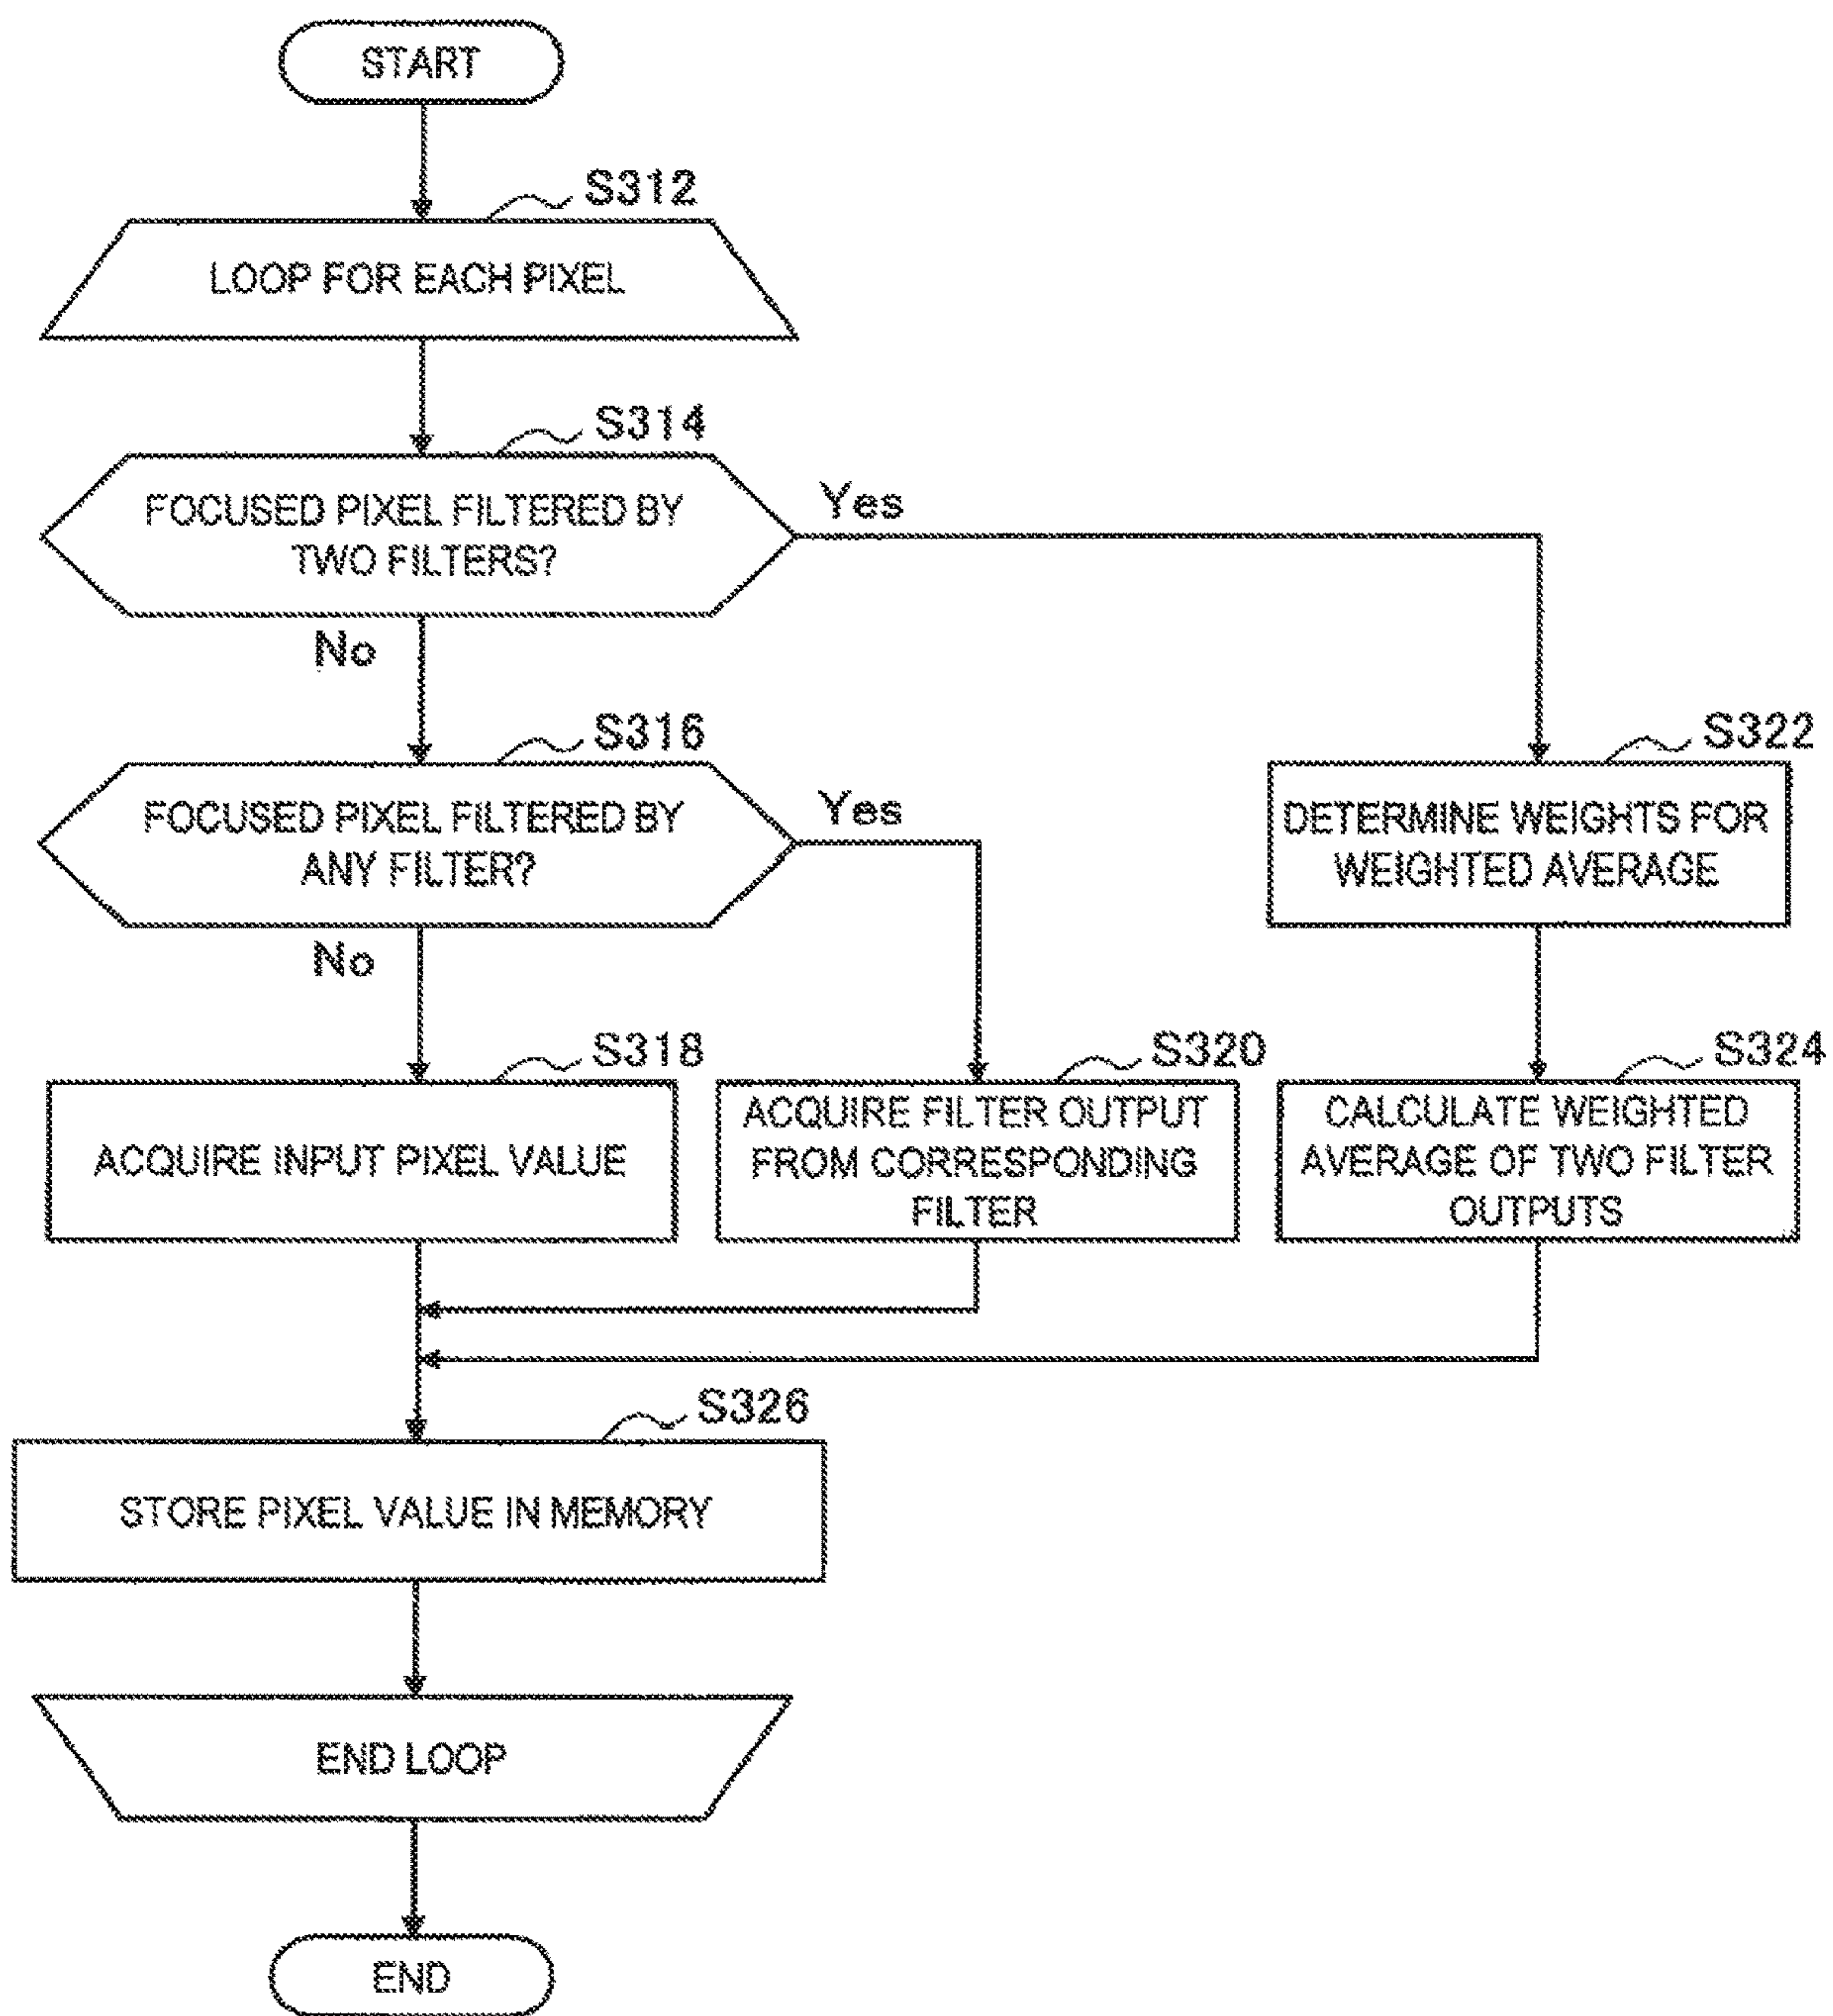 START
S312
LOOP FOR EACH PIXEL
S314
FOCUSED PIXEL FILTERED BY
TWO FILTERS?
Yes
No
S316
FOCUSED PIXEL FILTERED BY
ANY FILTER?
Yes
No
S322
DETERMINE WEIGHTS FOR
WEIGHTED AVERAGE
S318
ACQUIRE INPUT PIXEL VALUE
S320
ACQUIRE FILTER OUTPUT
FROM CORRESPONDING
FILTER
S324
CALCULATE WEIGHTED
AVERAGE OF TWO FILTER
OUTPUTS
S326
STORE PIXEL VALUE IN MEMORY
END LOOP
END